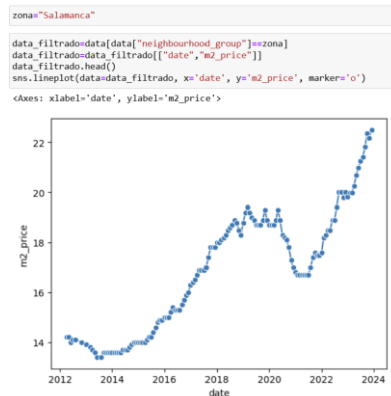 zona="Salamanca"
data_filtrado=data[data["neighbourhood_group"]==zona]
data_filtrado=data_filtrado[["date","m2_price"]]
data_filtrado.head()
sns.lineplot(data=data_filtrado, x='date', y='m2_price', marker='o')
<Axes: xlabel='date', ylabel='m2_price'>
22
20
18
16
14
m2_price
2012 2014 2016 2018 2020 2022 2024
date